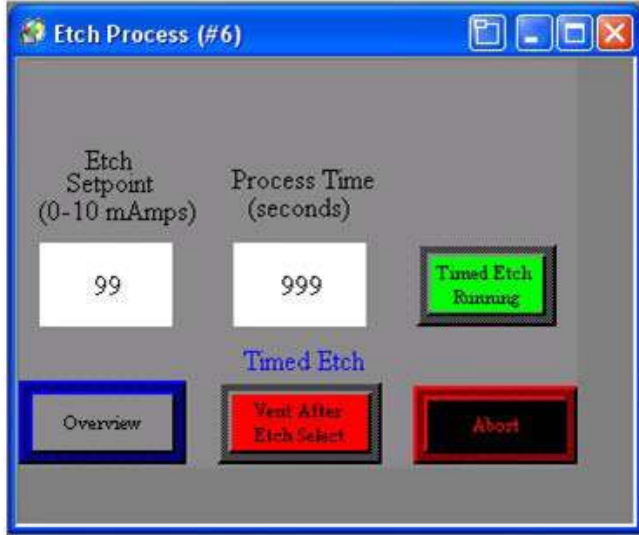 Etch Process (#6)
Etch
Setpoint
(0-10 mAmps)
Process Time
(seconds)
99
999
Timed Etch
Running
Timed Etch
Overview
Vent After
Etch Select
Abort